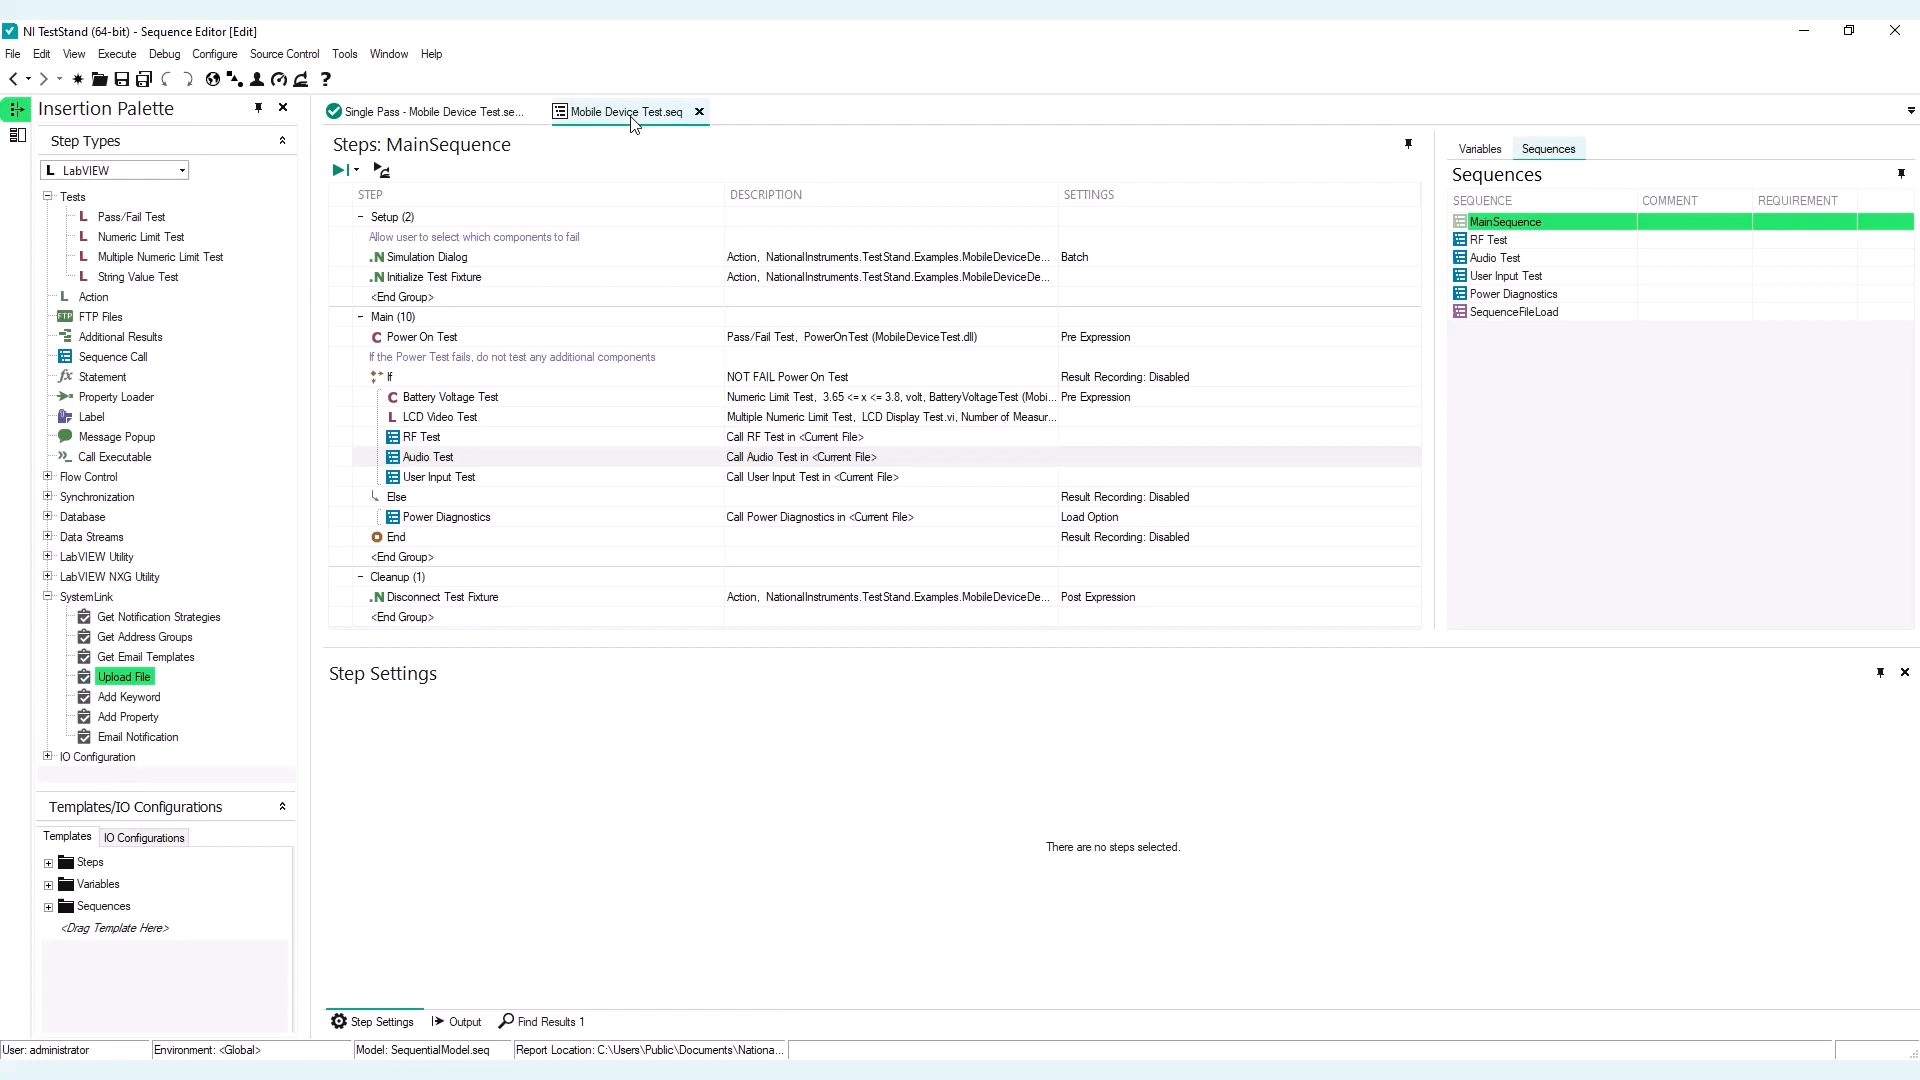 NI TestStand (64-bit) - Sequence Editor [Edit]
File Edit View Execute Debug Configure Source Control Tools Window Help
Insertion Palette
Step Types
L LabVIEW
Tests
L Pass/Fail Test
L Numeric Limit Test
L Multiple Numeric Limit Test
L String Value Test
L Action
FTP FTP Files
Additional Results
Sequence Call
fx Statement
Property Loader
Label
Message Popup
Call Executable
Flow Control
Synchronization
Database
Data Streams
LabVIEW Utility
LabVIEW NXG Utility
SystemLink
Get Notification Strategies
Get Address Groups
Get Email Templates
Upload File
Add Keyword
Add Property
Email Notification
IO Configuration
Templates/IO Configurations
Templates IO Configurations
Steps
Variables
Sequences
<Drag Template Here>
Single Pass - Mobile Device Test.se... Mobile Device Test.seq
Steps: MainSequence
STEP DESCRIPTION SETTINGS
Setup (2)
Allow user to select which components to fail
.N Simulation Dialog Action, NationalInstruments.TestStand.Examples.MobileDeviceDe... Batch
.N Initialize Test Fixture Action, NationalInstruments.TestStand.Examples.MobileDeviceDe...
<End Group>
Main (10)
C Power On Test Pass/Fail Test, PowerOnTest (MobileDeviceTest.dll) Pre Expression
If the Power Test fails, do not test any additional components
If NOT FAIL Power On Test Result Recording: Disabled
C Battery Voltage Test Numeric Limit Test, 3.65 <= x <= 3.8, volt, BatteryVoltageTest (Mobi... Pre Expression
L LCD Video Test Multiple Numeric Limit Test, LCD Display Test.vi, Number of Measur...
RF Test Call RF Test in <Current File>
Audio Test Call Audio Test in <Current File>
User Input Test Call User Input Test in <Current File>
Else Result Recording: Disabled
Power Diagnostics Call Power Diagnostics in <Current File> Load Option
End Result Recording: Disabled
<End Group>
Cleanup (1)
.N Disconnect Test Fixture Action, NationalInstruments.TestStand.Examples.MobileDeviceDe... Post Expression
<End Group>
Variables Sequences
Sequences
SEQUENCE COMMENT REQUIREMENT
MainSequence
RF Test
Audio Test
User Input Test
Power Diagnostics
SequenceFileLoad
Step Settings
There are no steps selected.
Step Settings Output Find Results 1
User: administrator Environment: <Global> Model: SequentialModel.seq Report Location: C:\Users\Public\Documents\Nationa...